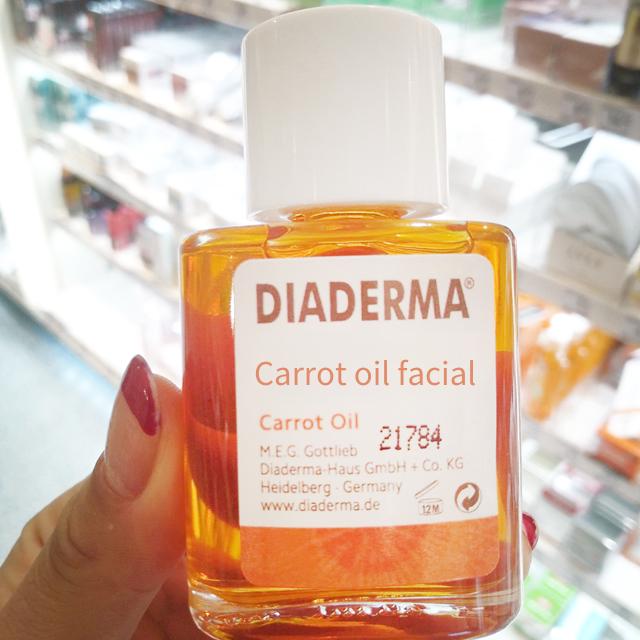 DIADERMA®
Carrot oil facial
Carrot Oil
21784
M.E.G. Gottlieb
Diaderma-Haus GmbH + Co. KG
Heidelberg · Germany
www.diaderma.de
12M